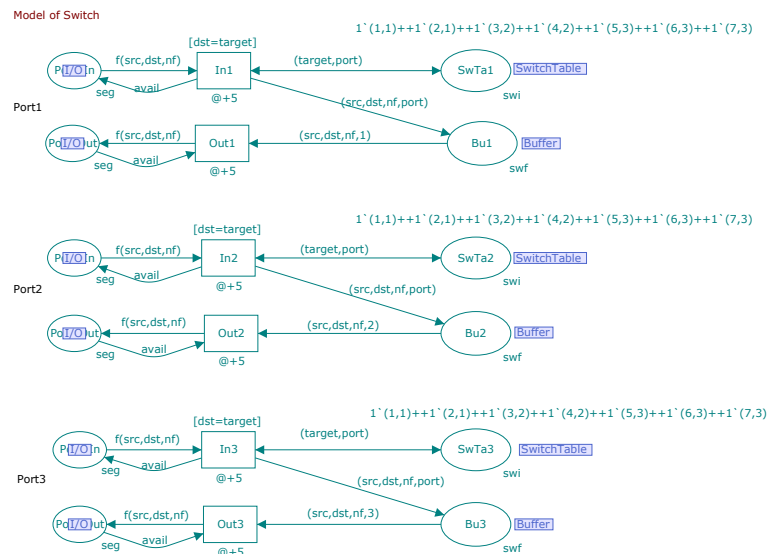 Model of Switch
1`(1,1)++1`(2,1)++1`(3,2)++1`(4,2)++1`(5,3)++1`(6,3)++1`(7,3)
[dst=target]
I/O
f(src,dst,nf)
In1
(target,port)
SwTa1
SwitchTable
seg
avail
@+5
swi
Port1
(src,dst,nf,port)
I/O
f(src,dst,nf)
Out1
(src,dst,nf,1)
Bu1
Buffer
seg
avail
@+5
swf
1`(1,1)++1`(2,1)++1`(3,2)++1`(4,2)++1`(5,3)++1`(6,3)++1`(7,3)
[dst=target]
I/O
f(src,dst,nf)
In2
(target,port)
SwTa2
SwitchTable
seg
avail
@+5
swi
Port2
(src,dst,nf,port)
I/O
f(src,dst,nf)
Out2
(src,dst,nf,2)
Bu2
Buffer
seg
avail
@+5
swf
1`(1,1)++1`(2,1)++1`(3,2)++1`(4,2)++1`(5,3)++1`(6,3)++1`(7,3)
[dst=target]
I/O
f(src,dst,nf)
In3
(target,port)
SwTa3
SwitchTable
seg
avail
@+5
swi
Port3
(src,dst,nf,port)
I/O
f(src,dst,nf)
Out3
(src,dst,nf,3)
Bu3
Buffer
seg
avail
@+5
swf